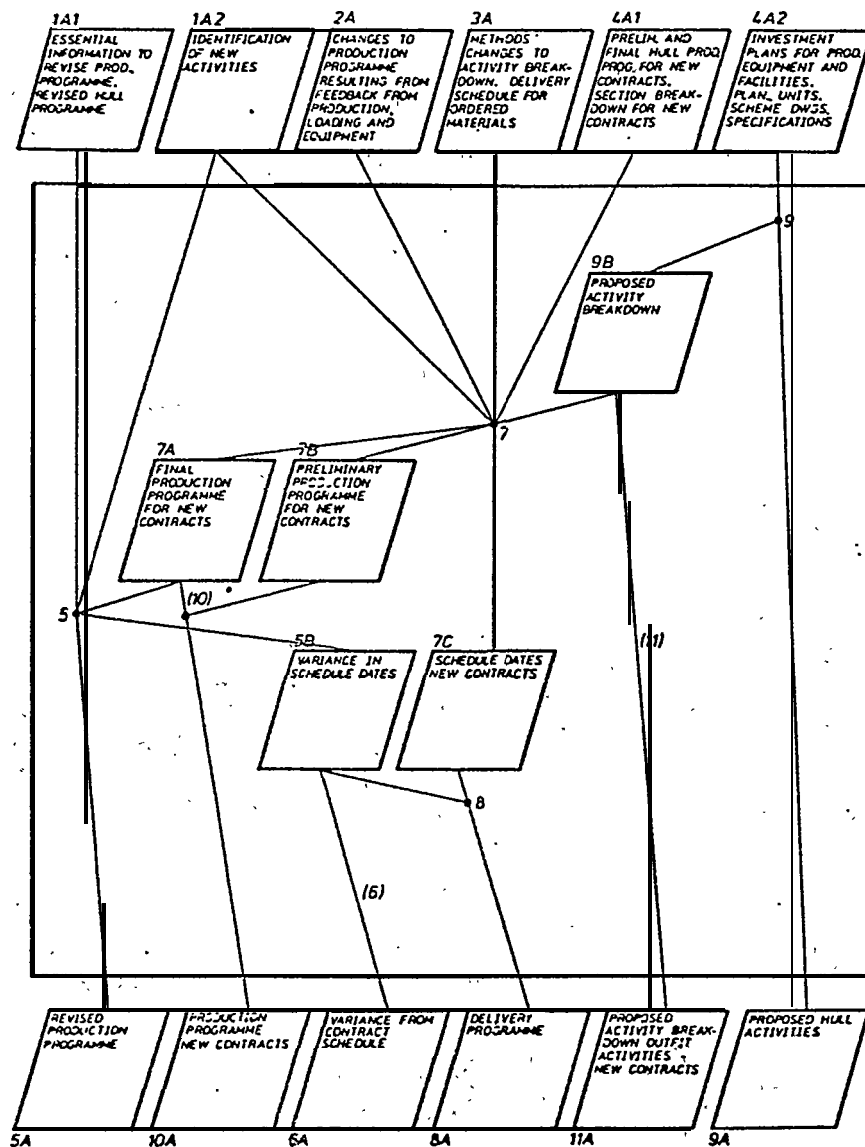 1A1
ESSENTIAL
INFORMATION TO
REVISE PROD.
PROGRAMME,
REVISED HULL
PROGRAMME
1A2
IDENTIFICATION
OF NEW
ACTIVITIES
2A
CHANGES TO
PRODUCTION
PROGRAMME
RESULTING FROM
FEEDBACK FROM
PRODUCTION,
LOADING AND
EQUIPMENT
3A
METHODS
CHANGES TO
ACTIVITY BREAK-
DOWN, DELIVERY
SCHEDULE FOR
ORDERED
MATERIALS
4A1
PRELIM. AND
FINAL HULL PROD.
PROG. FOR NEW
CONTRACTS,
SECTION BREAK-
DOWN FOR NEW
CONTRACTS
4A2
INVESTMENT
PLANS FOR PROD.
EQUIPMENT AND
FACILITIES,
PLAN, UNITS,
SCHEME DWGS,
SPECIFICATIONS
9
9B
PROPOSED
ACTIVITY
BREAKDOWN
7
7A
FINAL
PRODUCTION
PROGRAMME
FOR NEW
CONTRACTS
7B
PRELIMINARY
PRODUCTION
PROGRAMME
FOR NEW
CONTRACTS
5
(10)
5B
VARIANCE IN
SCHEDULE DATES
7C
SCHEDULE DATES
NEW CONTRACTS
(11)
8
(6)
REVISED
PRODUCTION
PROGRAMME
5A
PRODUCTION
PROGRAMME
NEW CONTRACTS
10A
VARIANCE FROM
CONTRACT
SCHEDULE
6A
DELIVERY
PROGRAMME
8A
PROPOSED
ACTIVITY BREAK-
DOWN OUTFIT
ACTIVITIES
NEW CONTRACTS
11A
PROPOSED HULL
ACTIVITIES
9A